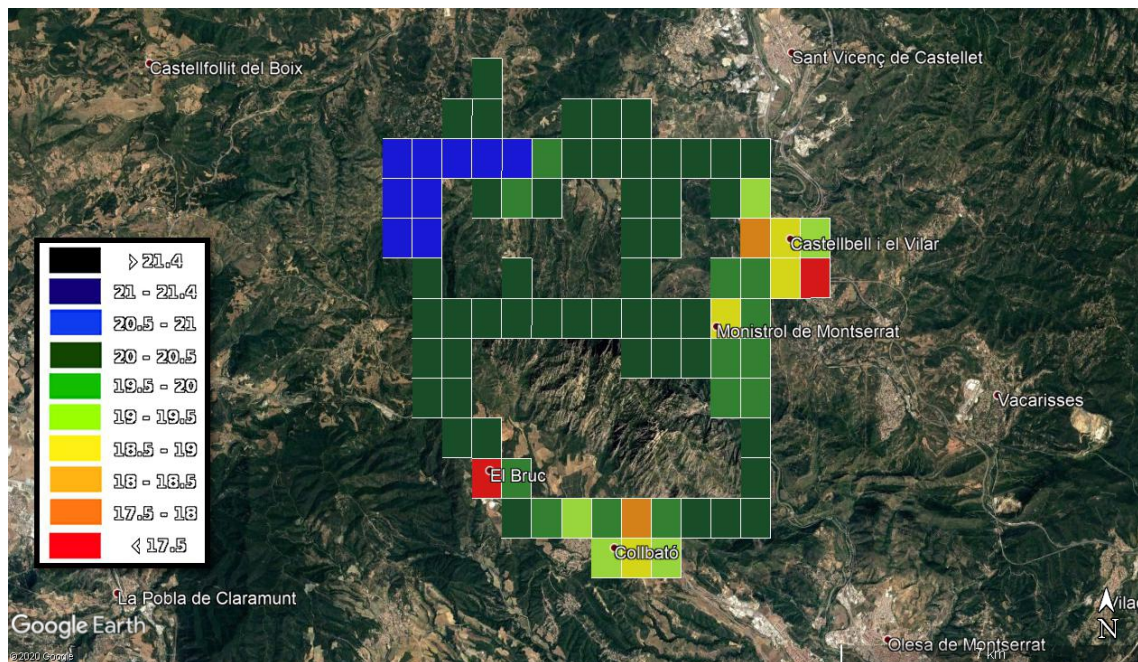 Castellfollit del Boix
Sant Vicenç de Castellet
> 21.4
21 - 21.4
20.5 - 21
20 - 20.5
19.5 - 20
19 - 19.5
18.5 - 19
18 - 18.5
17.5 - 18
< 17.5
Castellbell i el Vilar
Monistrol de Montserrat
Vacarisses
El Bruc
Collbató
La Pobla de Claramunt
Vila
N
Google Earth
Olesa de Montserrat
7 km
©2020 Google